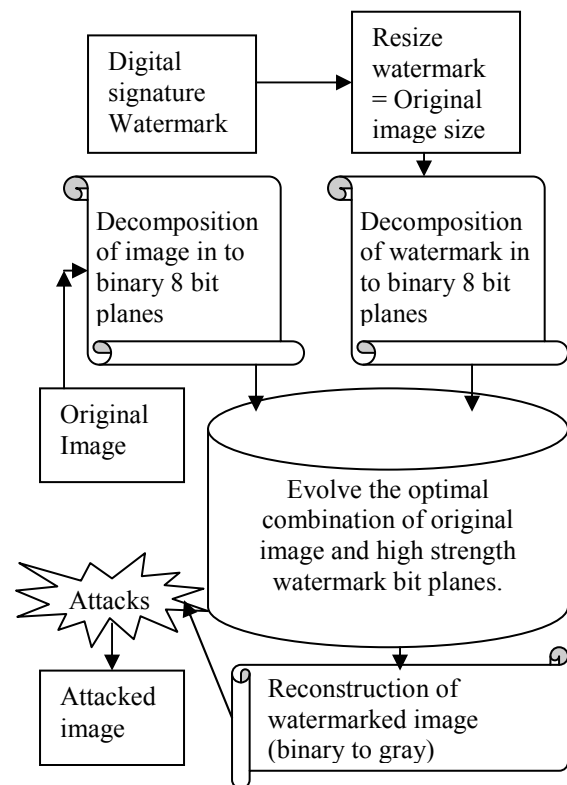 Digital
signature
Watermark
Resize
watermark
= Original
image size
Decomposition
of image in to
binary 8 bit
planes
Decomposition
of watermark in
to binary 8 bit
planes
Original
Image
Evolve the optimal
combination of original
image and high strength
watermark bit planes.
Attacks
Attacked
image
Reconstruction of
watermarked image
(binary to gray)